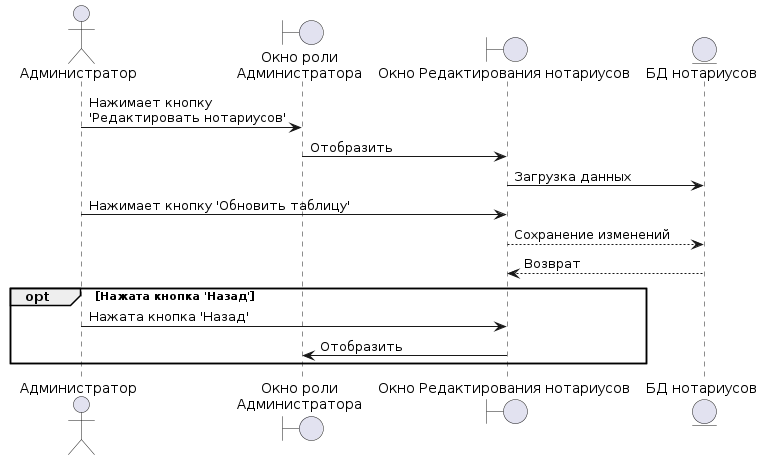 Администратор
Окно роли
Администратора
Окно Редактирования нотариусов
БД нотариусов
Нажимает кнопку
'Редактировать нотариусов'
Отобразить
Загрузка данных
Нажимает кнопку 'Обновить таблицу'
Сохранение изменений
Возврат
opt [Нажата кнопка 'Назад']
Нажата кнопка 'Назад'
Отобразить
Администратор
Окно роли
Администратора
Окно Редактирования нотариусов
БД нотариусов